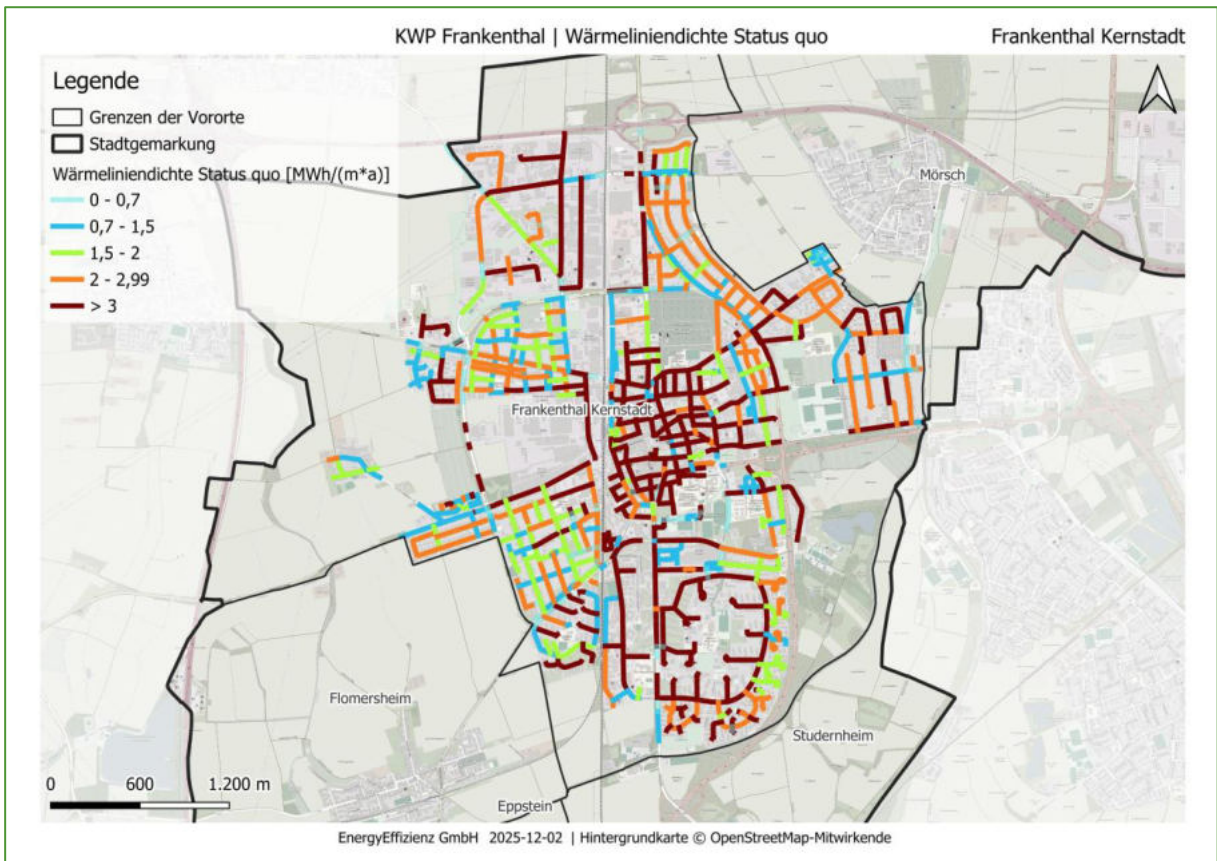 KWP Frankenthal | Wärmeliniendichte Status quo
Frankenthal Kernstadt
Legende
Grenzen der Vororte
Stadtgemarkung
Wärmeliniendichte Status quo [MWh/(m*a)]
0 - 0,7
0,7 - 1,5
1,5 - 2
2 - 2,99
> 3
Mörsch
Frankenthal Kernstadt
Flomersheim
Studernheim
Eppstein
0 600 1.200 m
EnergyEffizienz GmbH 2025-12-02 | Hintergrundkarte © OpenStreetMap-Mitwirkende